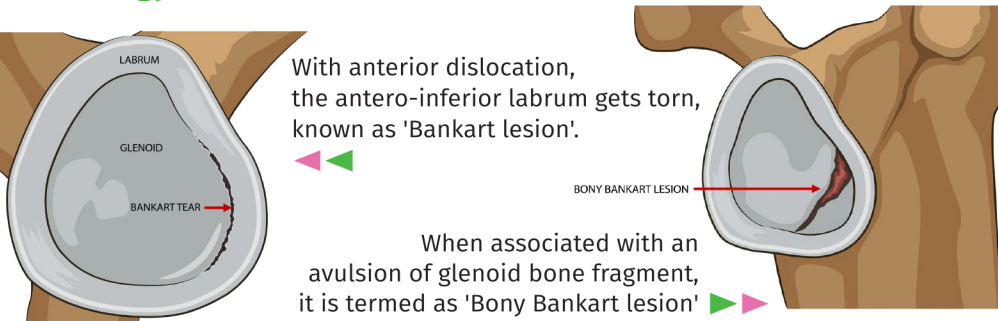 LABRUM
GLENOID
BANKART TEAR
With anterior dislocation,
the antero-inferior labrum gets torn,
known as 'Bankart lesion'.
BONY BANKART LESION
When associated with an
avulsion of glenoid bone fragment,
it is termed as 'Bony Bankart lesion'